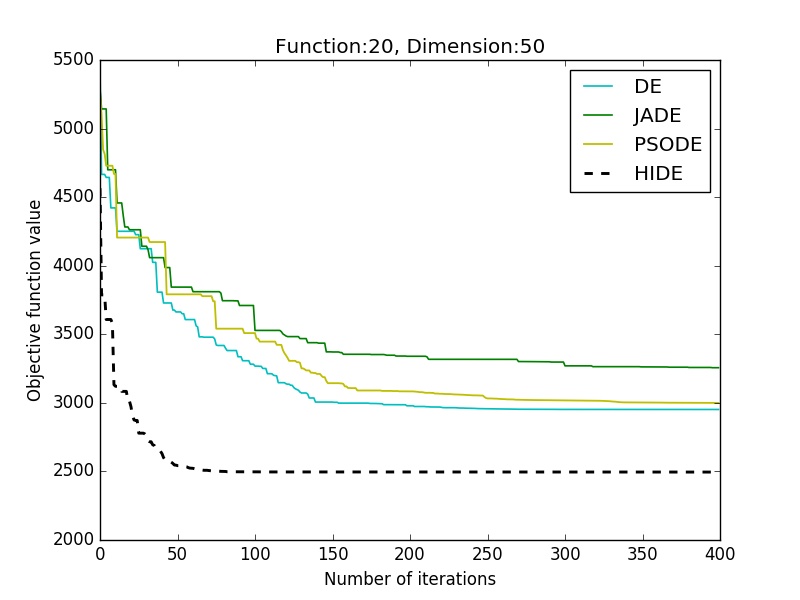 Function:20, Dimension:50
Objective function value
5500
5000
4500
4000
3500
3000
2500
2000
DE
JADE
PSODE
HIDE
0 50 100 150 200 250 300 350 400
Number of iterations